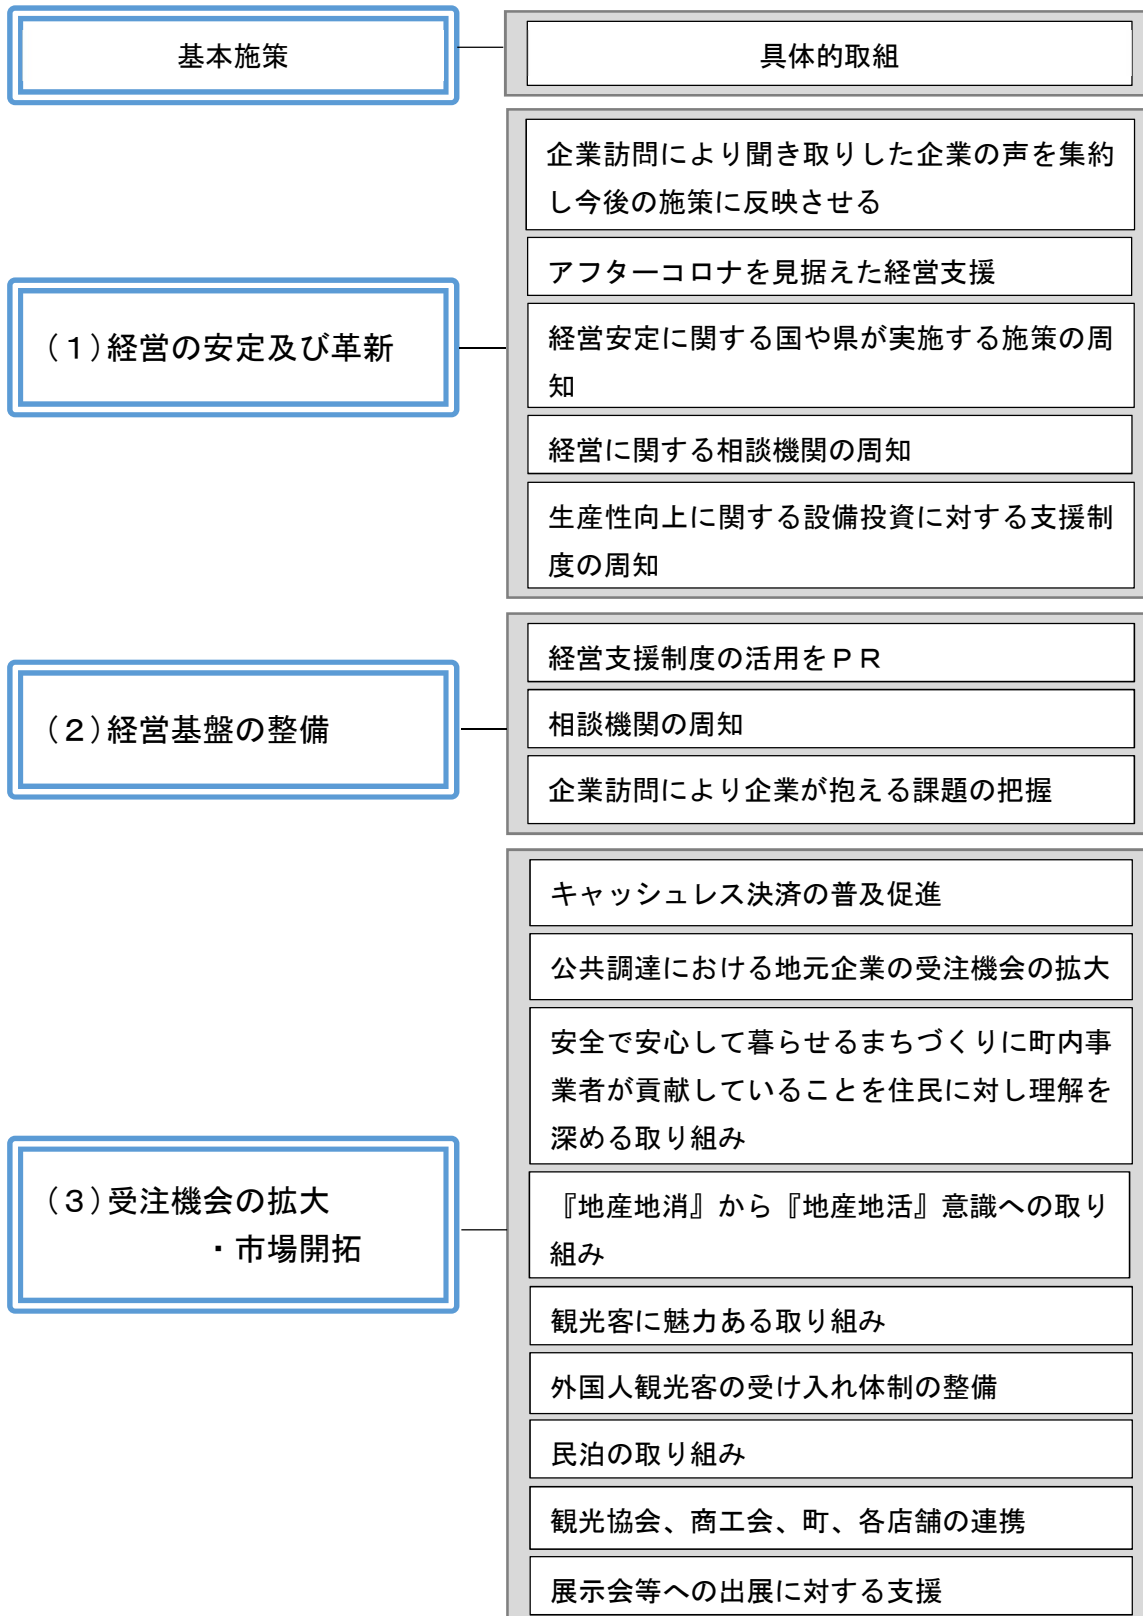 基本施策
具体的取組
(1)経営の安定及び革新
企業訪問により聞き取りした企業の声を集約
し今後の施策に反映させる
アフターコロナを見据えた経営支援
経営安定に関する国や県が実施する施策の周
知
経営に関する相談機関の周知
生産性向上に関する設備投資に対する支援制
度の周知
(2)経営基盤の整備
経営支援制度の活用をＰＲ
相談機関の周知
企業訪問により企業が抱える課題の把握
(3)受注機会の拡大
・市場開拓
キャッシュレス決済の普及促進
公共調達における地元企業の受注機会の拡大
安全で安心して暮らせるまちづくりに町内事
業者が貢献していることを住民に対し理解を
深める取り組み
『地産地消』から『地産地活』意識への取り
組み
観光客に魅力ある取り組み
外国人観光客の受け入れ体制の整備
民泊の取り組み
観光協会、商工会、町、各店舗の連携
展示会等への出展に対する支援